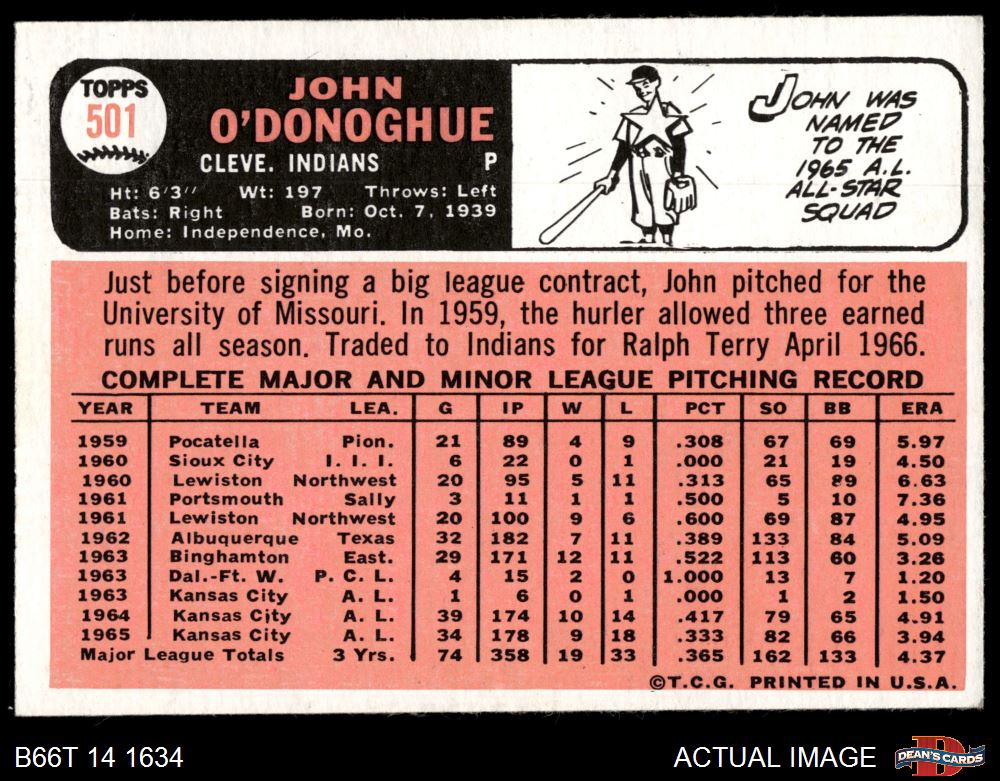 TOPPS
501
JOHN
O'DONOGHUE
CLEVE. INDIANS P
Ht: 6'3" Wt: 197 Throws: Left
Bats: Right Born: Oct. 7, 1939
Home: Independence, Mo.
JOHN WAS
NAMED
TO THE
1965 A.L.
ALL-STAR
SQUAD
Just before signing a big league contract, John pitched for the
University of Missouri. In 1959, the hurler allowed three earned
runs all season. Traded to Indians for Ralph Terry April 1966.
COMPLETE MAJOR AND MINOR LEAGUE PITCHING RECORD
YEAR TEAM LEA. G IP W L PCT SO BB ERA
1959 Pocatella Pion. 21 89 4 9 .308 67 69 5.97
1960 Sioux City I. I. I. 6 22 0 1 .000 21 19 4.50
1960 Lewiston Northwest 20 95 5 11 .313 65 89 6.63
1961 Portsmouth Sally 3 11 1 1 .500 5 10 7.36
1961 Lewiston Northwest 20 100 9 6 .600 69 87 4.95
1962 Albuquerque Texas 32 182 7 11 .389 133 84 5.09
1963 Binghamton East. 29 171 12 11 .522 113 60 3.26
1963 Dal.-Ft. W. P. C. L. 4 15 2 0 1.000 13 7 1.20
1963 Kansas City A. L. 1 6 0 1 .000 1 2 1.50
1964 Kansas City A. L. 39 174 10 14 .417 79 65 4.91
1965 Kansas City A. L. 34 178 9 18 .333 82 66 3.94
Major League Totals 3 Yrs. 74 358 19 33 .365 162 133 4.37
©T.C.G. PRINTED IN U.S.A.
B66T 14 1634
ACTUAL IMAGE
DEAN'S CARDS